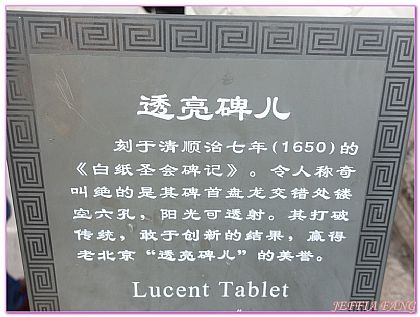 透亮碑儿
刻于清顺治七年(1650)的
《白纸圣会碑记》。令人称奇
叫绝的是其碑首盘龙交错处镂
空六孔，阳光可透射。其打破
传统，敢于创新的结果，赢得
老北京“透亮碑儿”的美誉。
Lucent Tablet
JEFFIA FANG